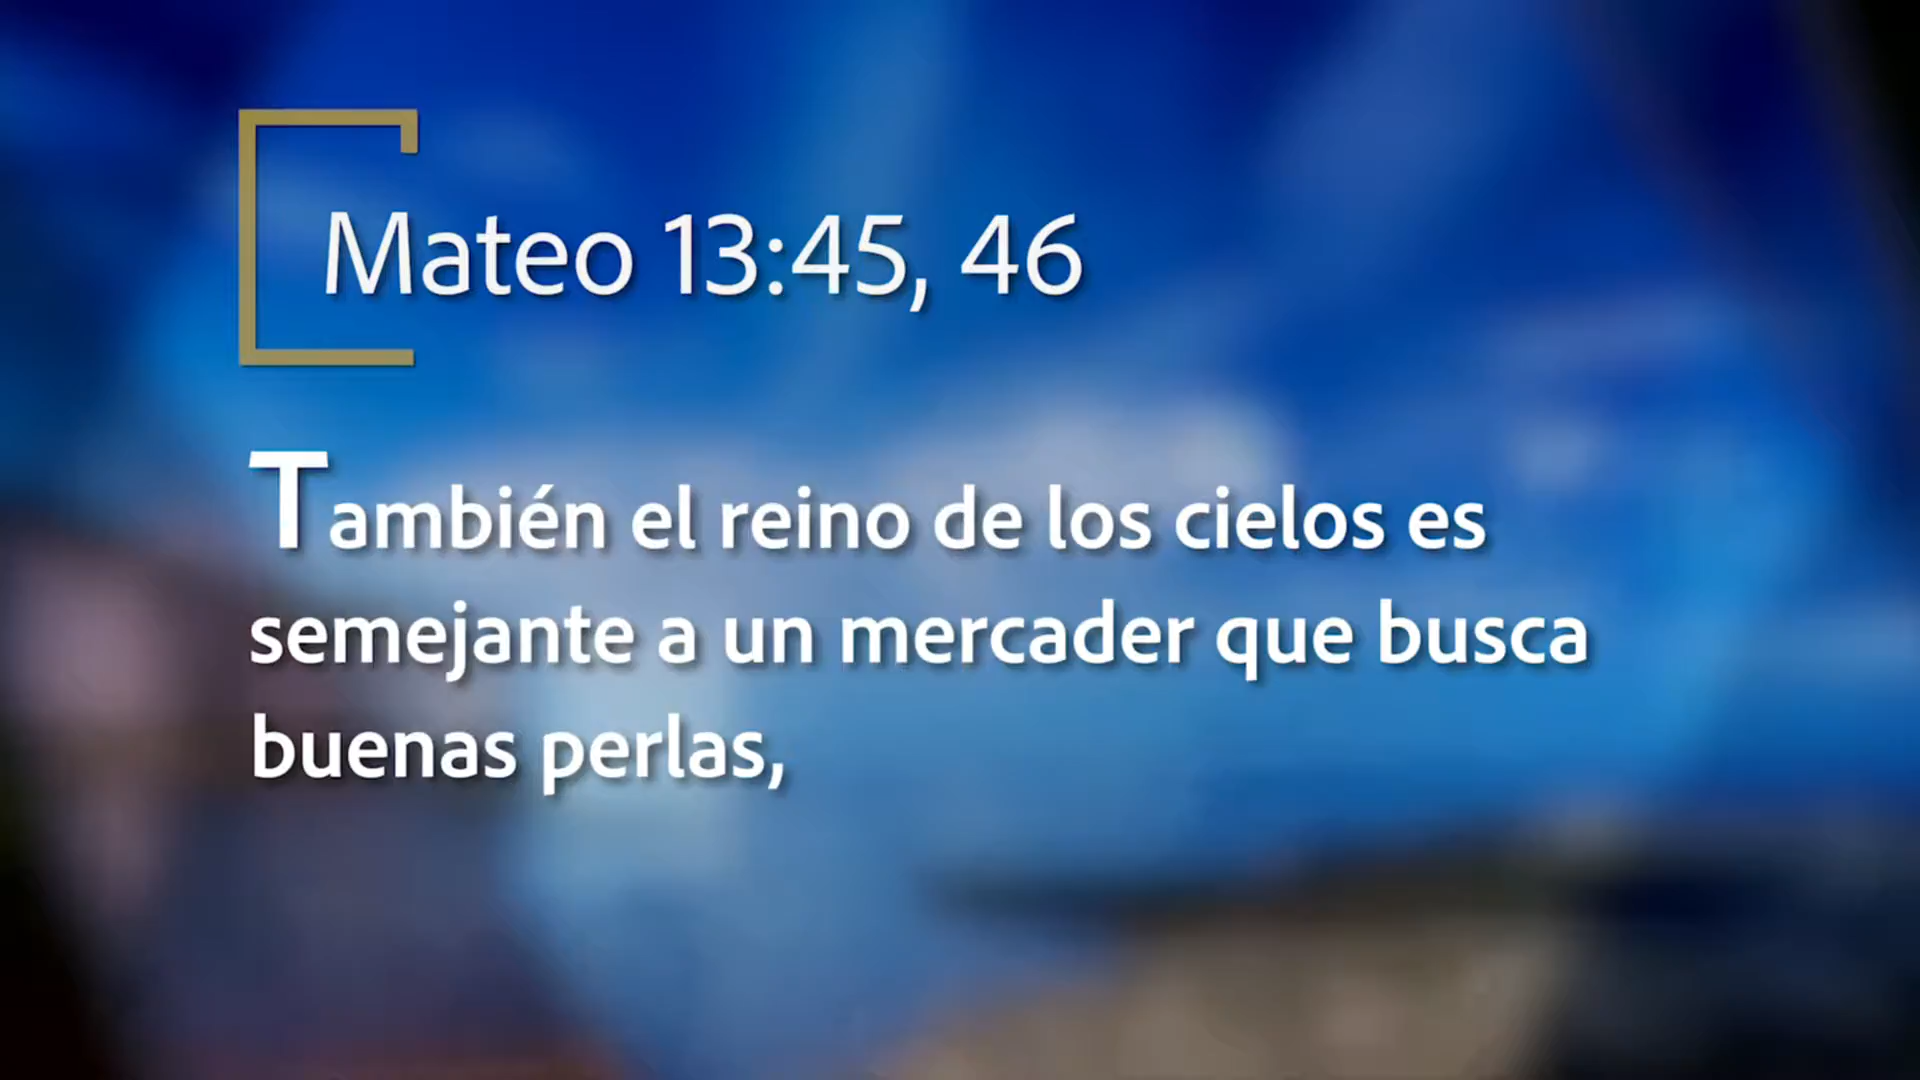 Mateo 13:45, 46
También el reino de los cielos es
semejante a un mercader que busca
buenas perlas,